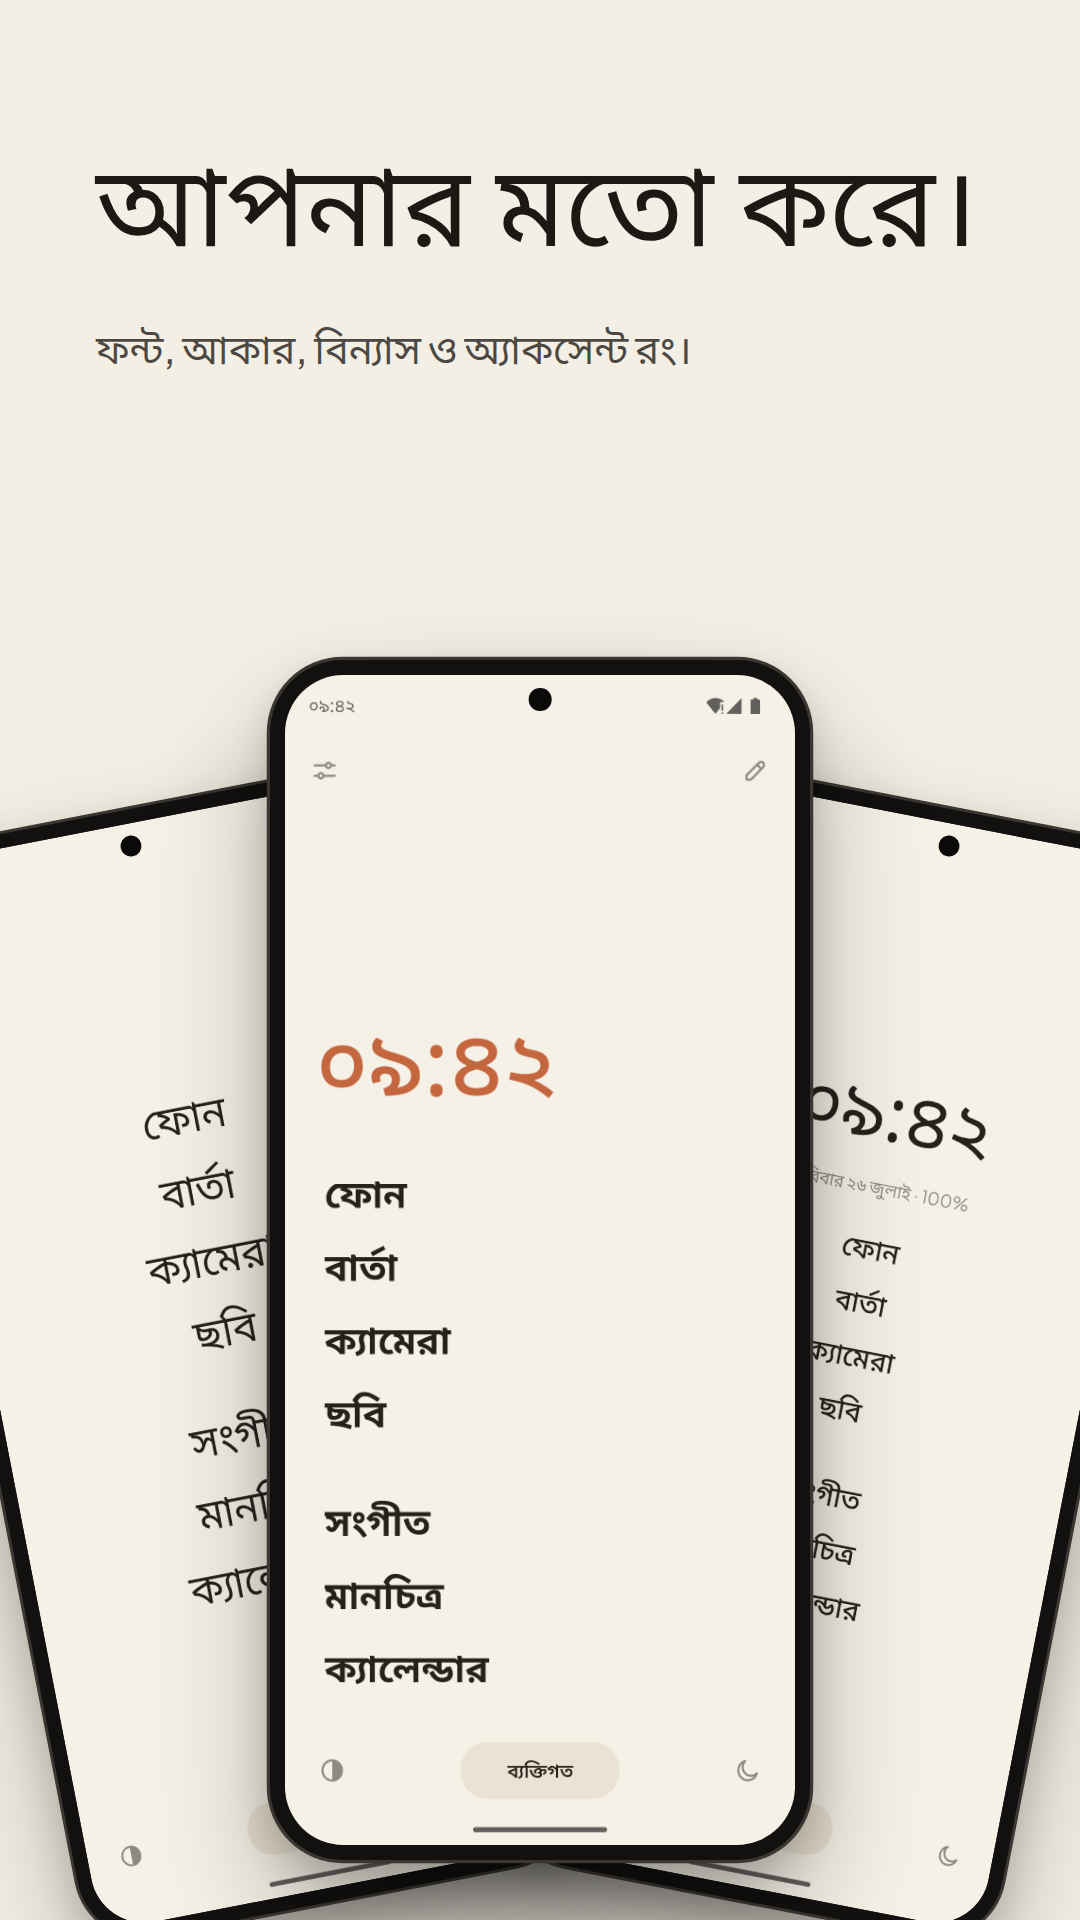 আপনার মতো করে।
ফন্ট, আকার, বিন্যাস ও অ্যাকসেন্ট রং।
০৯:৪২
০৯:৪২
ফোন
বার্তা
ক্যামেরা
ছবি
সংগীত
মানচিত্র
ক্যালেন্ডার
ব্যক্তিগত
ফোন
বার্তা
ক্যামেরা
ছবি
০৯:৪২
২৬ জুলাই · 100%
ফোন
বার্তা
ক্যামেরা
ছবি